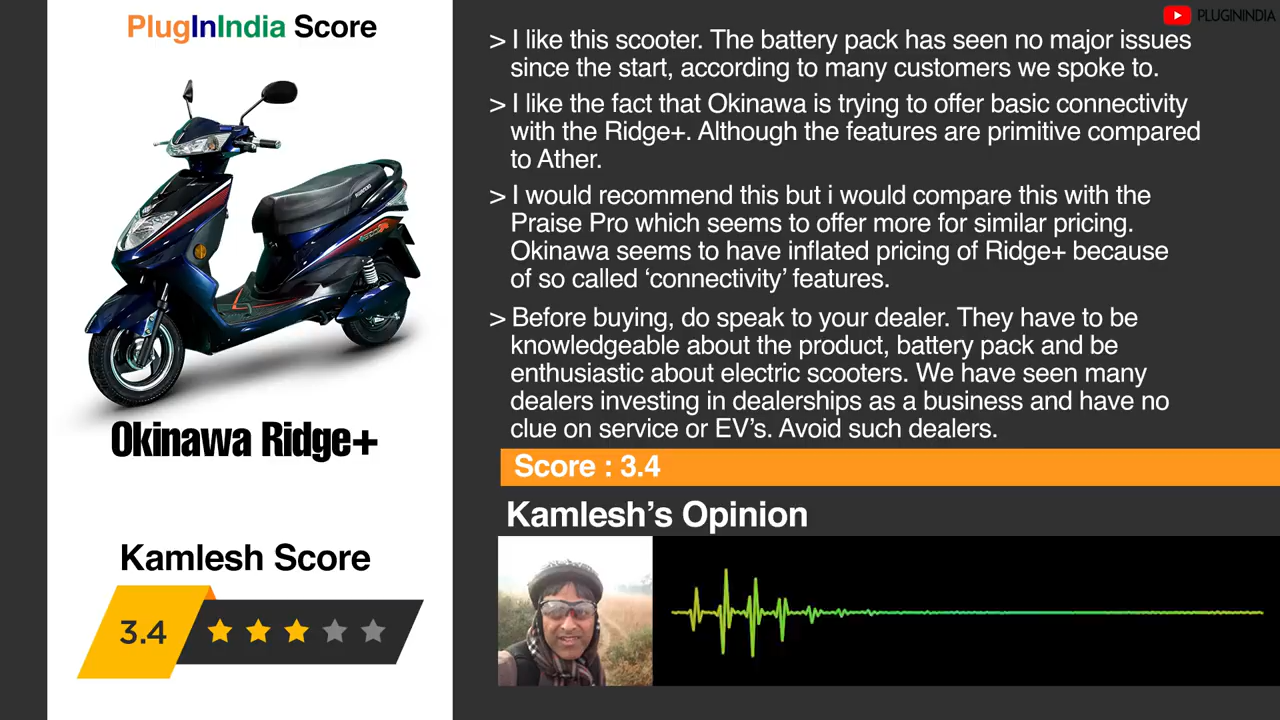 PlugInIndia Score
Okinawa Ridge+
Kamlesh Score
3.4
PLUGININDIA
> I like this scooter. The battery pack has seen no major issues
since the start, according to many customers we spoke to.
> I like the fact that Okinawa is trying to offer basic connectivity
with the Ridge+. Although the features are primitive compared
to Ather.
> I would recommend this but i would compare this with the
Praise Pro which seems to offer more for similar pricing.
Okinawa seems to have inflated pricing of Ridge+ because
of so called ‘connectivity’ features.
> Before buying, do speak to your dealer. They have to be
knowledgeable about the product, battery pack and be
enthusiastic about electric scooters. We have seen many
dealers investing in dealerships as a business and have no
clue on service or EV’s. Avoid such dealers.
Score : 3.4
Kamlesh’s Opinion